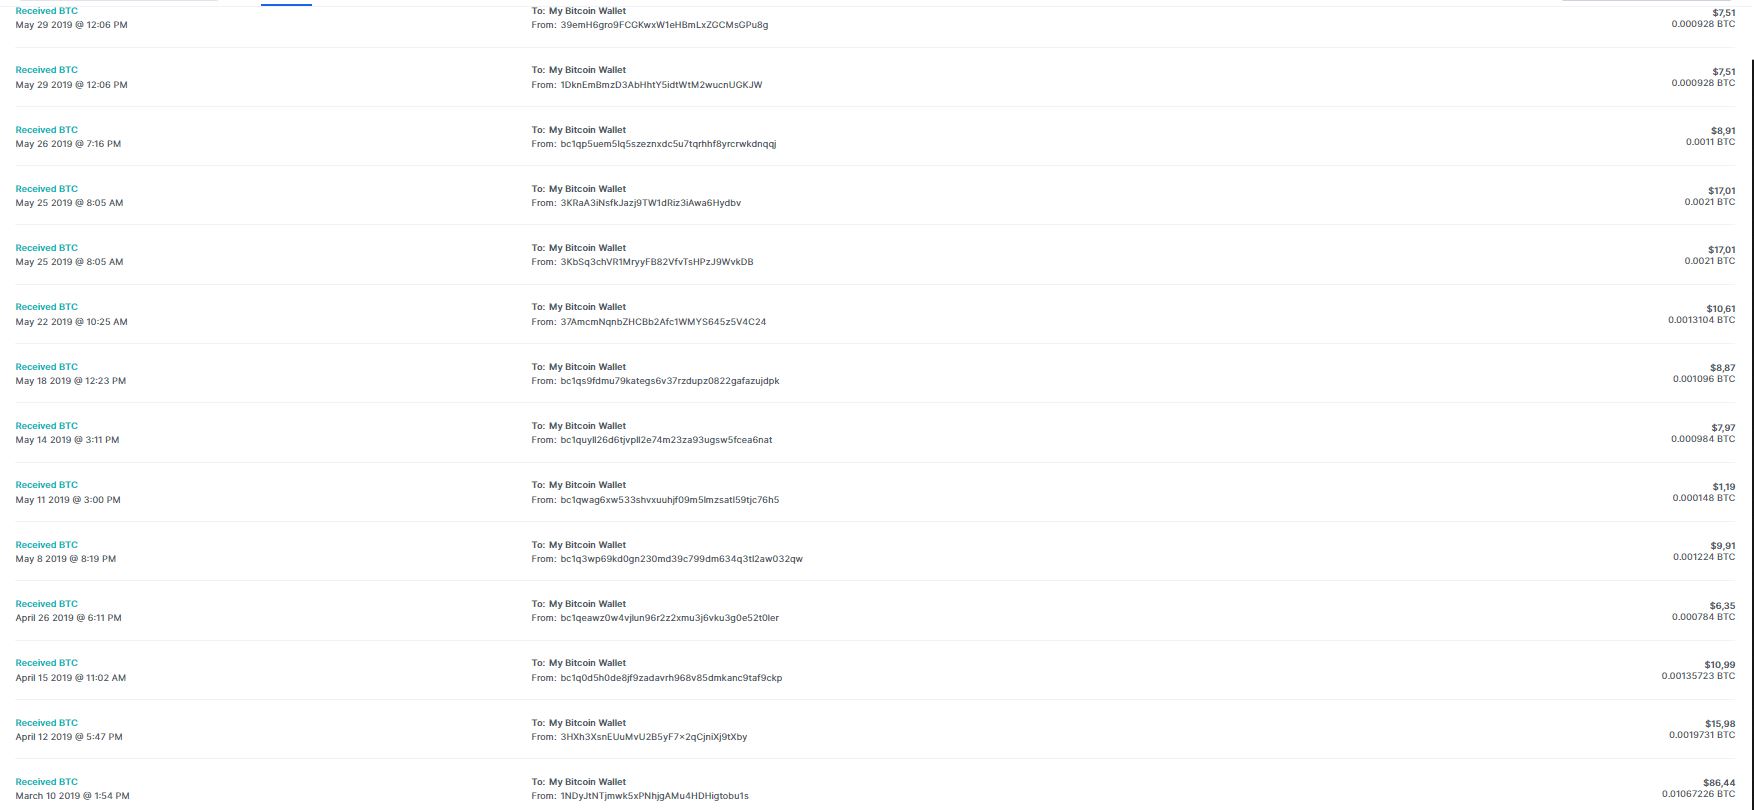 Received BTC
To: My Bitcoin Wallet
$7,51
May 29 2019 @ 12:06 PM
From: 39emH6gro9FCGKwxW1eHBmLxZGCMsGPu8g
0.000928 BTC
Received BTC
To: My Bitcoin Wallet
$7,51
May 29 2019 @ 12:06 PM
From: 1DknEmBmzD3AbHhtY5idtWtM2wucnUGKJW
0.000928 BTC
Received BTC
To: My Bitcoin Wallet
$8,91
May 26 2019 @ 7:16 PM
From: bc1qp5uem5lq5szeznxdc5u7tqrhhf8yrcrwkdnqqj
0.0011 BTC
Received BTC
To: My Bitcoin Wallet
$17,01
May 25 2019 @ 8:05 AM
From: 3KRaA3iNsfkJazj9TW1dRiz3iAwa6Hydbv
0.0021 BTC
Received BTC
To: My Bitcoin Wallet
$17,01
May 25 2019 @ 8:05 AM
From: 3KbSq3chVR1MryyFB82VfvTsHPzJ9WvkDB
0.0021 BTC
Received BTC
To: My Bitcoin Wallet
$10,61
May 22 2019 @ 10:25 AM
From: 37AmcmNqnbZHCBb2Afc1WMYS645z5V4C24
0.0013104 BTC
Received BTC
To: My Bitcoin Wallet
$8,87
May 18 2019 @ 12:23 PM
From: bc1qs9fdmu79kategs6v37rzdupz0822gafazujdpk
0.001096 BTC
Received BTC
To: My Bitcoin Wallet
$7,97
May 14 2019 @ 3:11 PM
From: bc1quyll26d6tjvpll2e74m23za93ugsw5fcea6nat
0.000984 BTC
Received BTC
To: My Bitcoin Wallet
$1,19
May 11 2019 @ 3:00 PM
From: bc1qwag6xw533shvxuuhjf09m5lmzsatl59tjc76h5
0.000148 BTC
Received BTC
To: My Bitcoin Wallet
$9,91
May 8 2019 @ 8:19 PM
From: bc1q3wp69kd0gn230md39c799dm634q3tl2aw032qw
0.001224 BTC
Received BTC
To: My Bitcoin Wallet
$6,35
April 26 2019 @ 6:11 PM
From: bc1qeawz0w4vjlun96r2z2xmu3j6vku3g0e52t0ler
0.000784 BTC
Received BTC
To: My Bitcoin Wallet
$10,99
April 15 2019 @ 11:02 AM
From: bc1q0d5h0de8jf9zadavrh968v85dmkanc9taf9ckp
0.00135723 BTC
Received BTC
To: My Bitcoin Wallet
$15,98
April 12 2019 @ 5:47 PM
From: 3HXh3XsnEUuMvU2B5yF7×2qCjniXj9tXby
0.0019731 BTC
Received BTC
To: My Bitcoin Wallet
$86,44
March 10 2019 @ 1:54 PM
From: 1NDyJtNTjmwk5xPNhjgAMu4HDHigtobu1s
0.01067226 BTC